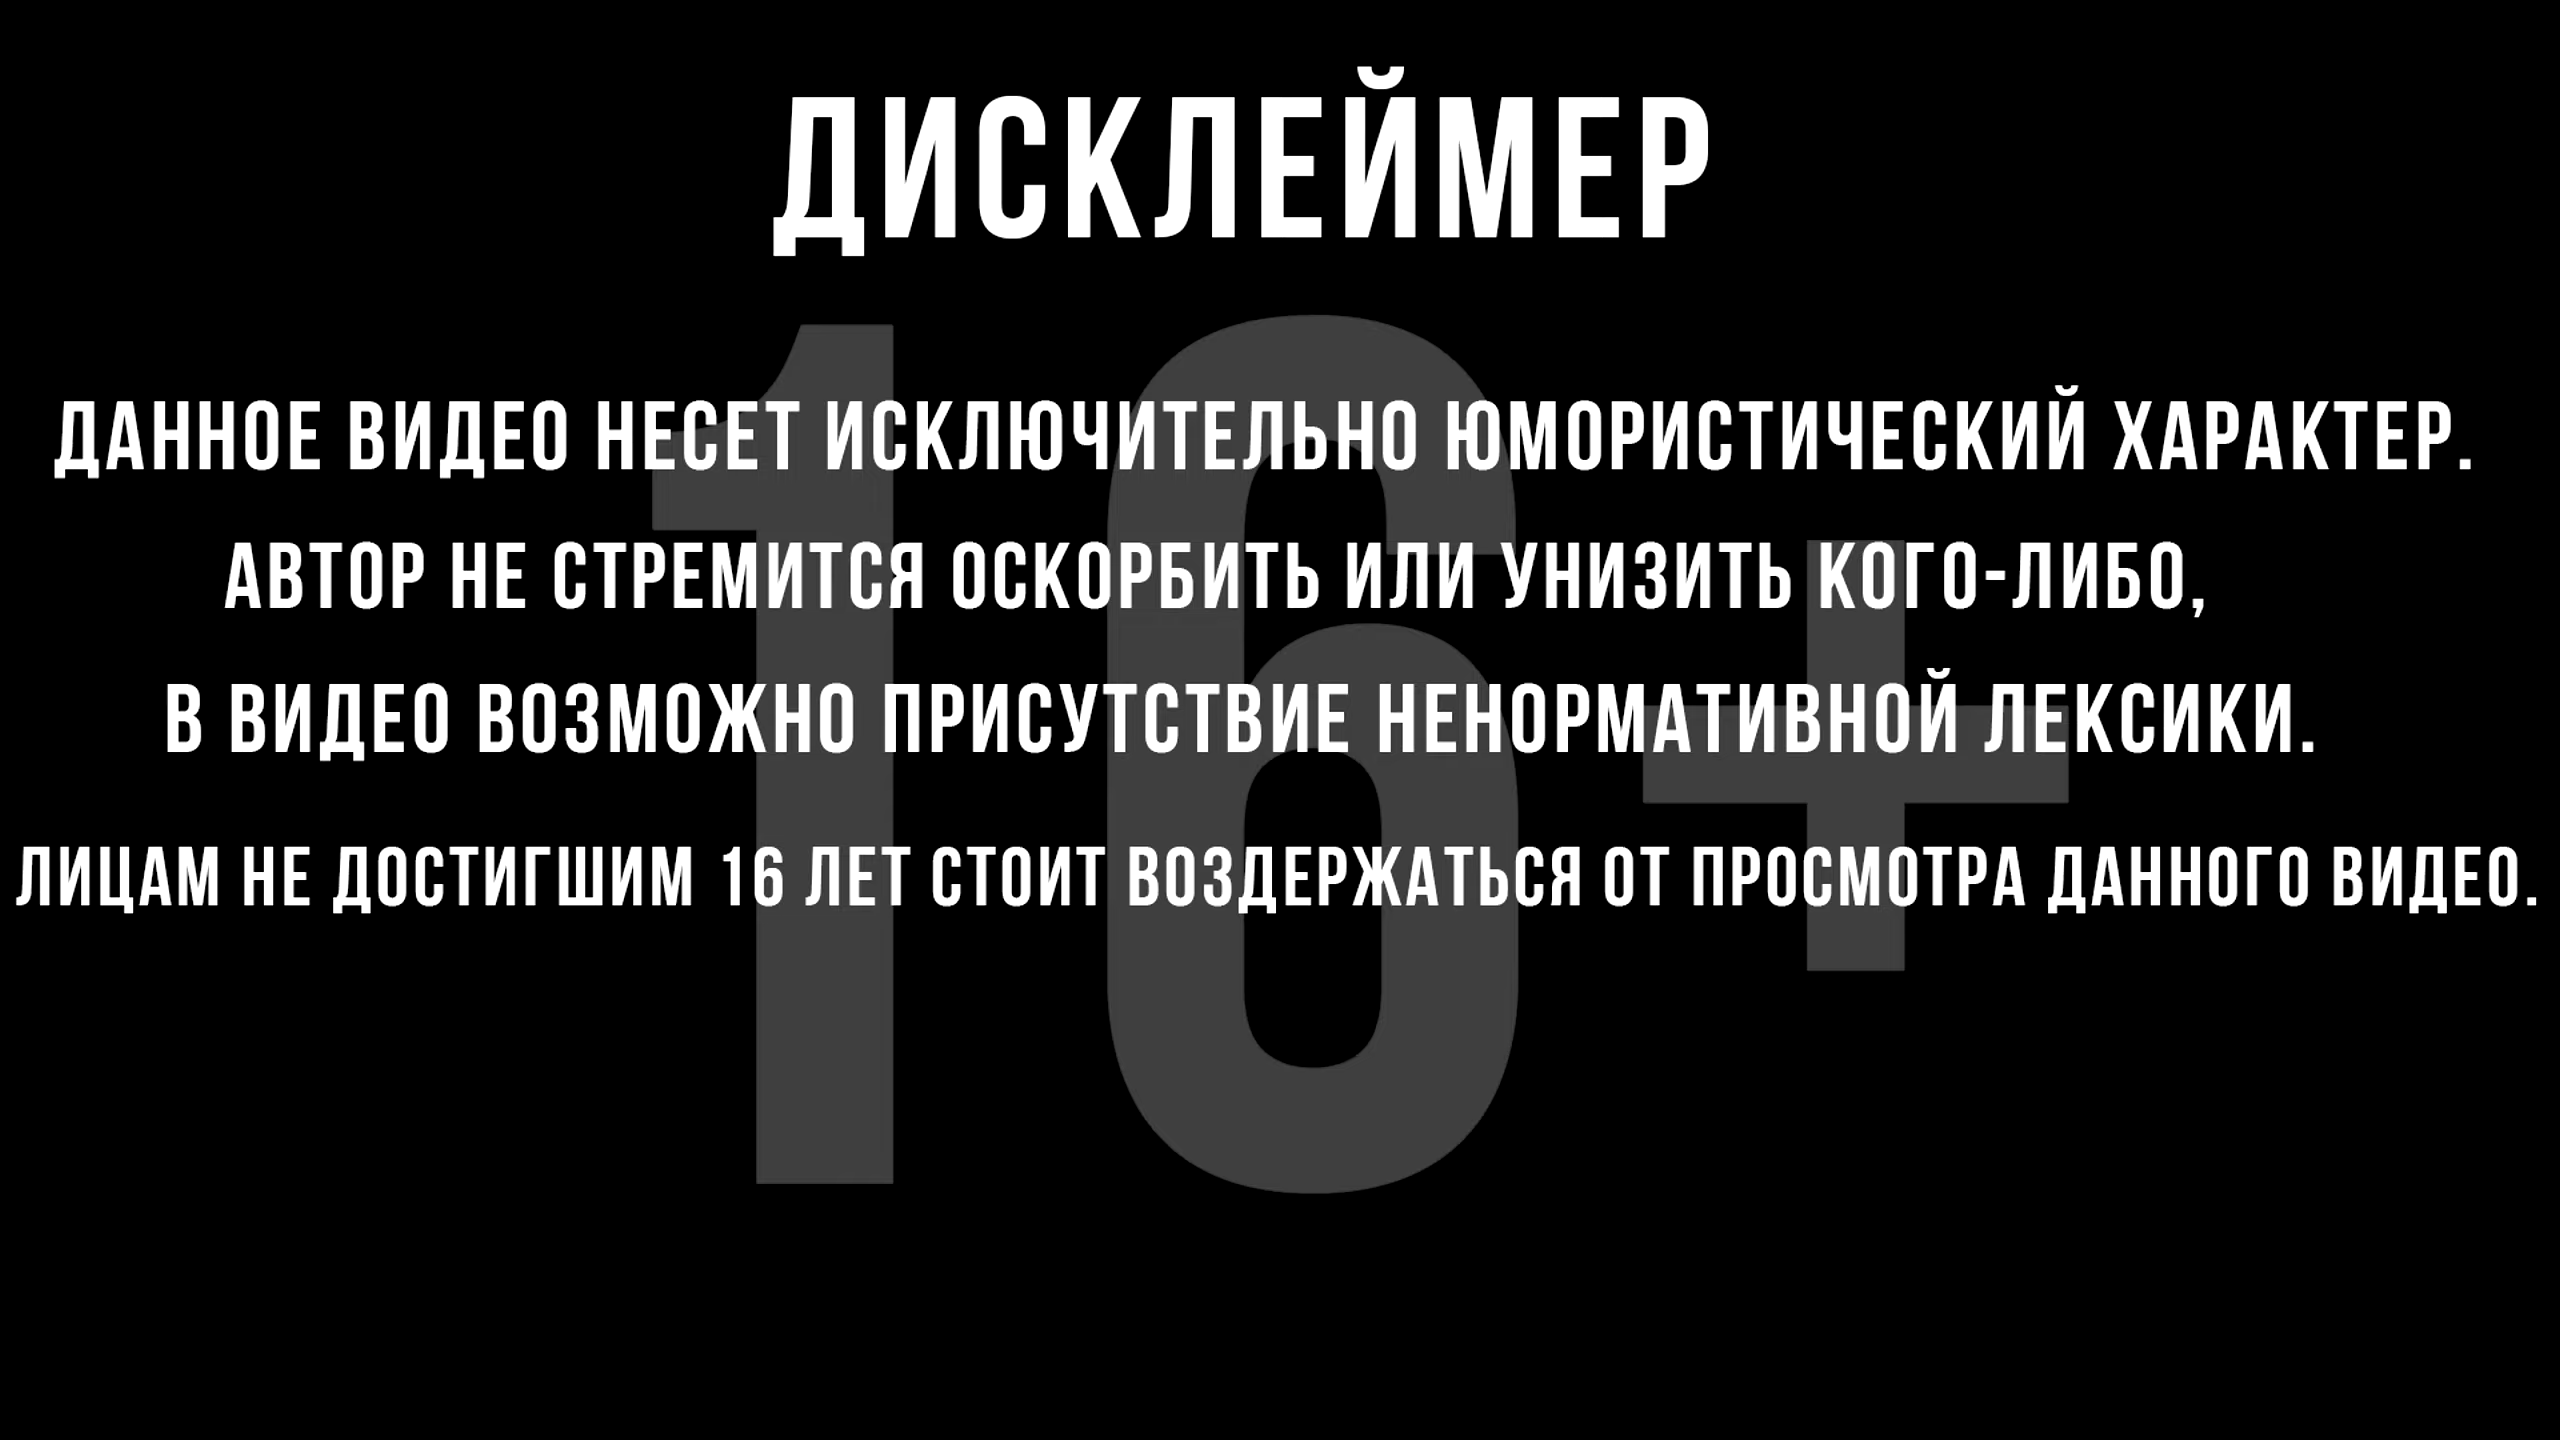 ДИСКЛЕЙМЕР
ДАННОЕ ВИДЕО НЕСЕТ ИСКЛЮЧИТЕЛЬНО ЮМОРИСТИЧЕСКИЙ ХАРАКТЕР.
АВТОР НЕ СТРЕМИТСЯ ОСКОРБИТЬ ИЛИ УНИЗИТЬ КОГО-ЛИБО,
В ВИДЕО ВОЗМОЖНО ПРИСУТСТВИЕ НЕНОРМАТИВНОЙ ЛЕКСИКИ.
ЛИЦАМ НЕ ДОСТИГШИМ 16 ЛЕТ СТОИТ ВОЗДЕРЖАТЬСЯ ОТ ПРОСМОТРА ДАННОГО ВИДЕО.
16+